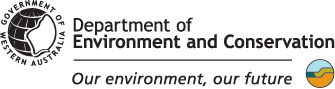 GOVERNMENT OF
WESTERN AUSTRALIA
Department of
Environment and Conservation
Our environment, our future